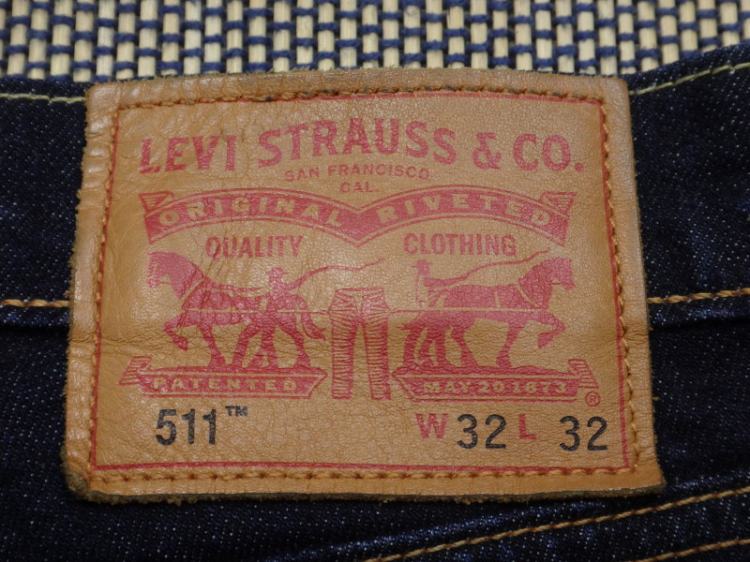 LEVI STRAUSS & CO.
SAN FRANCISCO
CAL.
ORIGINAL RIVETED
QUALITY CLOTHING
PATENTED MAY 20 1873 ®
511™ W 32 L 32